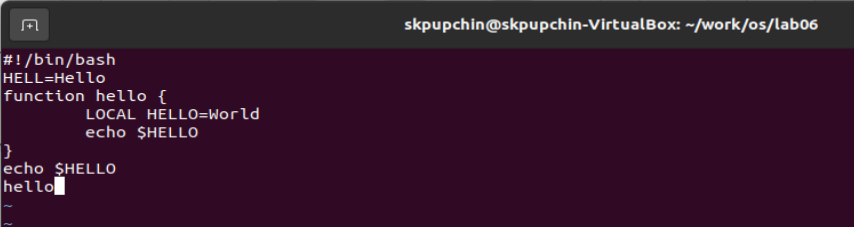 skpupchin@skpupchin-VirtualBox: ~/work/os/lab06
#!/bin/bash
HELL=Hello
function hello {
        LOCAL HELLO=World
        echo $HELLO
}
echo $HELLO
hello
~
~